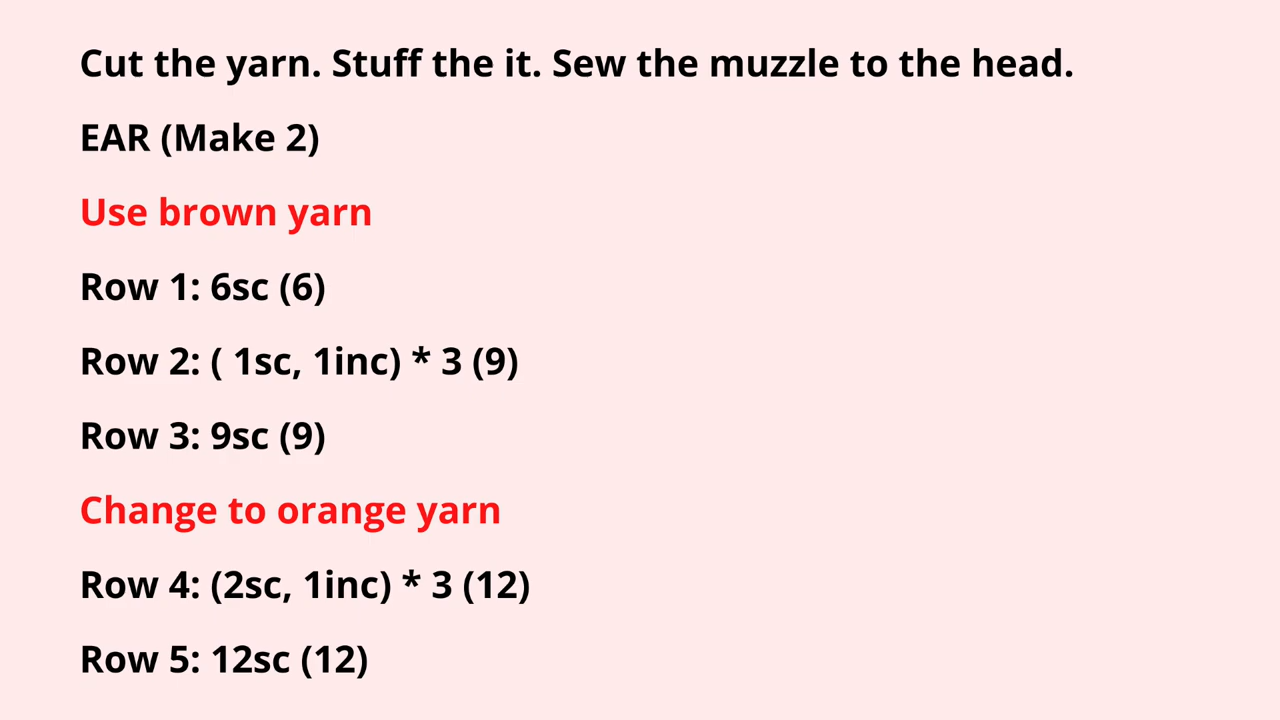 Cut the yarn. Stuff the it. Sew the muzzle to the head.
EAR (Make 2)
Use brown yarn
Row 1: 6sc (6)
Row 2: ( 1sc, 1inc) * 3 (9)
Row 3: 9sc (9)
Change to orange yarn
Row 4: (2sc, 1inc) * 3 (12)
Row 5: 12sc (12)